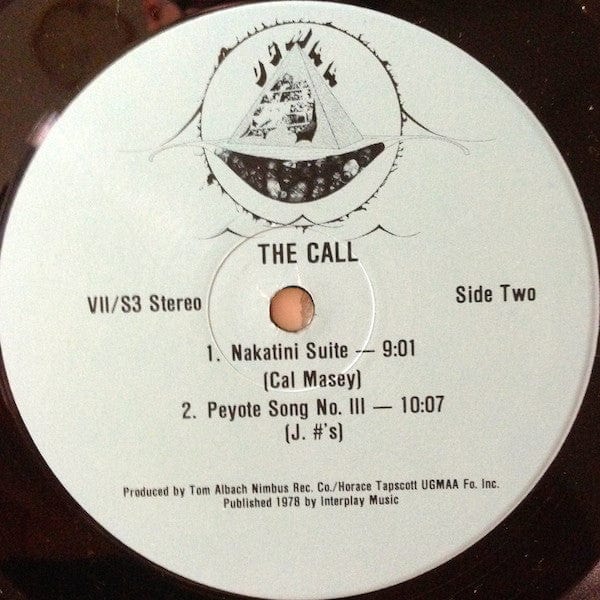 UGMAA
THE CALL
VII/S3 Stereo
Side Two
1. Nakatini Suite — 9:01
(Cal Masey)
2. Peyote Song No. III — 10:07
(J. #'s)
Produced by Tom Albach Nimbus Rec. Co./Horace Tapscott UGMAA Fo. Inc.
Published 1978 by Interplay Music